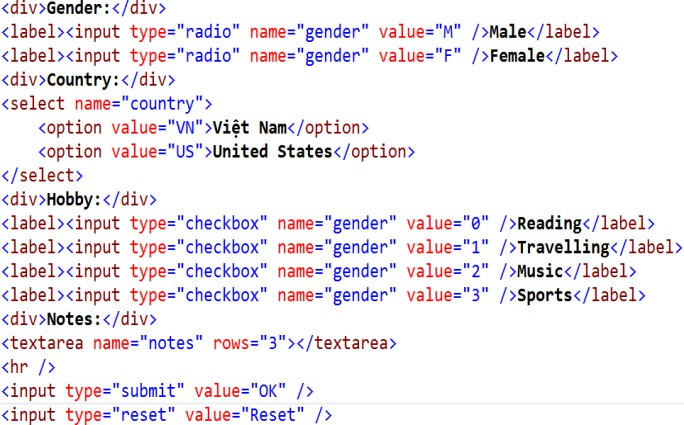 <div>Gender:</div>
<label><input type="radio" name="gender" value="M" />Male</label>
<label><input type="radio" name="gender" value="F" />Female</label>
<div>Country:</div>
<select name="country">
    <option value="VN">Việt Nam</option>
    <option value="US">United States</option>
</select>
<div>Hobby:</div>
<label><input type="checkbox" name="gender" value="0" />Reading</label>
<label><input type="checkbox" name="gender" value="1" />Travelling</label>
<label><input type="checkbox" name="gender" value="2" />Music</label>
<label><input type="checkbox" name="gender" value="3" />Sports</label>
<div>Notes:</div>
<textarea name="notes" rows="3"></textarea>
<hr />
<input type="submit" value="OK" />
<input type="reset" value="Reset" />